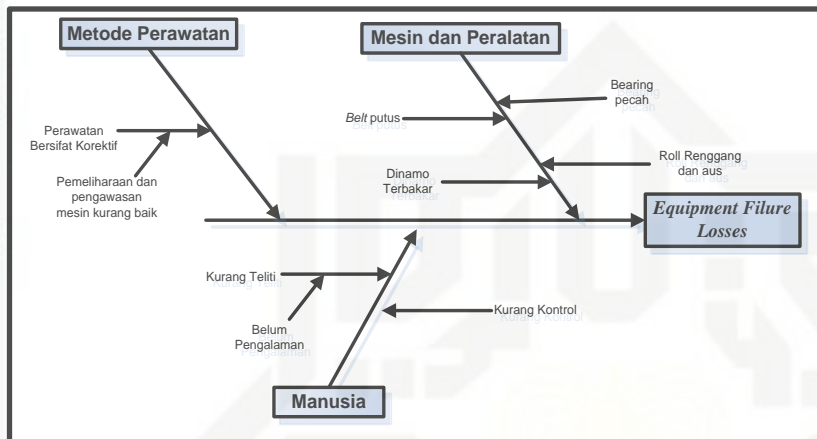 Metode Perawatan
Mesin dan Peralatan
Bearing
pecah
Belt putus
Perawatan
Bersifat Korektif
Roll Renggang
dan aus
Pemeliharaan dan
pengawasan
mesin kurang baik
Dinamo
Terbakar
Equipment Filure
Losses
Kurang Teliti
Kurang Kontrol
Belum
Pengalaman
Manusia